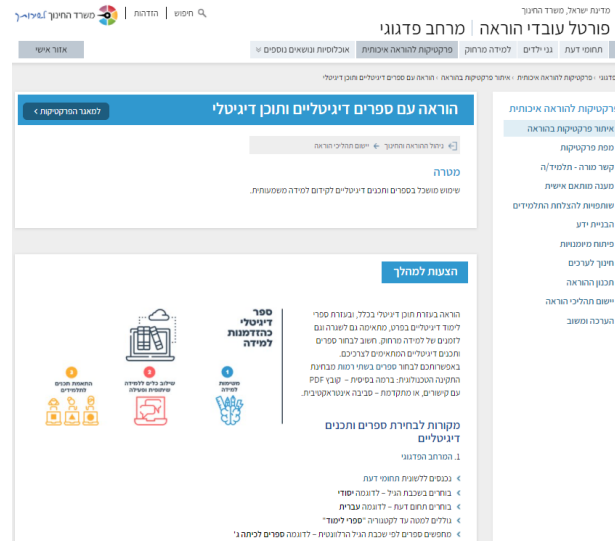 מדינת ישראל, משרד החינוך
פורטל עובדי הוראה | מרחב פדגוגי
חיפוש | הזדהות | משרד החינוך
תחומי דעת
גני ילדים
למידה מרחוק
פרקטיקות להוראה איכותית
אוכלוסיות ונושאים נוספים
אזור אישי
פרקטיקות להוראה איכותית › איתור פרקטיקות בהוראה › הוראה עם ספרים דיגיטליים ותוכן דיגיטלי
פרקטיקות להוראה איכותית
איתור פרקטיקות בהוראה
מפת פרקטיקות
קשר מורה - תלמיד/ה
מענה מותאם אישית
שותפויות להצלחת התלמידים
הבניית ידע
פיתוח מיומנויות
חינוך לערכים
תכנון ההוראה
יישום תהליכי הוראה
הערכה ומשוב
הוראה עם ספרים דיגיטליים ותוכן דיגיטלי
למאגר הפרקטיקות >
ניהול ההוראה והחינוך ← יישום תהליכי הוראה
מטרה
שימוש מושכל בספרים ותכנים דיגיטליים לקידום למידה משמעותית.
הצעות למהלך
הוראה בעזרת תוכן דיגיטלי בכלל, ובעזרת ספרי
לימוד דיגיטליים בפרט, מתאימה גם לשגרה וגם
לזמנים של למידה מרחוק. חשוב לבחור ספרים
ותכנים דיגיטליים המתאימים לצרכיכם.
באפשרותכם לבחור ספרים בשתי רמות מבחינת
התקינה הטכנולוגית: ברמה בסיסית – קובץ PDF
עם קישורים, או מתקדמת – סביבה אינטראקטיבית.
ספר
דיגיטלי
כהזדמנות
למידה
1
משימות
למידה
2
שילוב כלים ללמידה
שיתופית ופעילה
3
התאמת תכנים
לתלמידים
מקורות לבחירת ספרים ותכנים
דיגיטליים
1. המרחב הפדגוגי
נכנסים ללשונית תחומי דעת
בוחרים בשכבת הגיל – לדוגמה יסודי
בוחרים תחום דעת – לדוגמה עברית
גוללים למטה עד לקטגוריה "ספרי לימוד"
מחפשים ספרים לפי שכבת הגיל הרלוונטית – לדוגמה ספרים לכיתה ג'